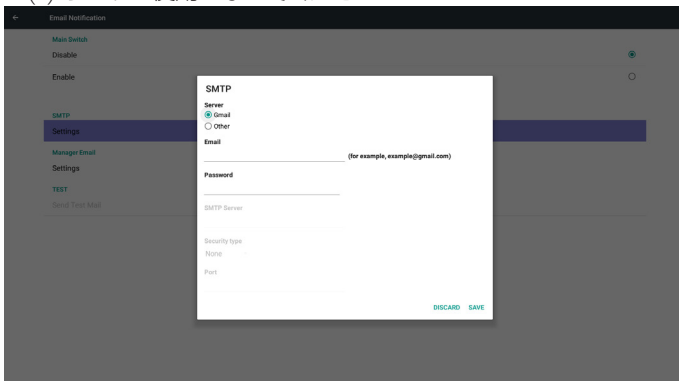 Email Notification
Main Switch
Disable
Enable
SMTP
Settings
Manager Email
Settings
TEST
Send Test Mail
SMTP
Server
Gmail
Other
Email
(for example, example@gmail.com)
Password
SMTP Server
Security type
None
Port
DISCARD SAVE